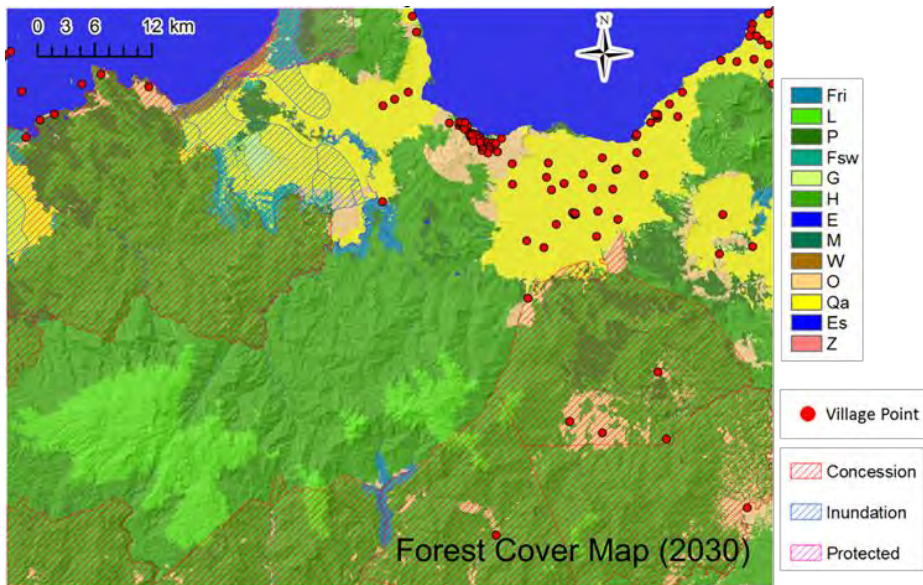 0 3 6 12 km
N
Fri
L
P
Fsw
G
H
E
M
W
O
Qa
Es
Z
Village Point
Concession
Inundation
Protected
Forest Cover Map (2030)